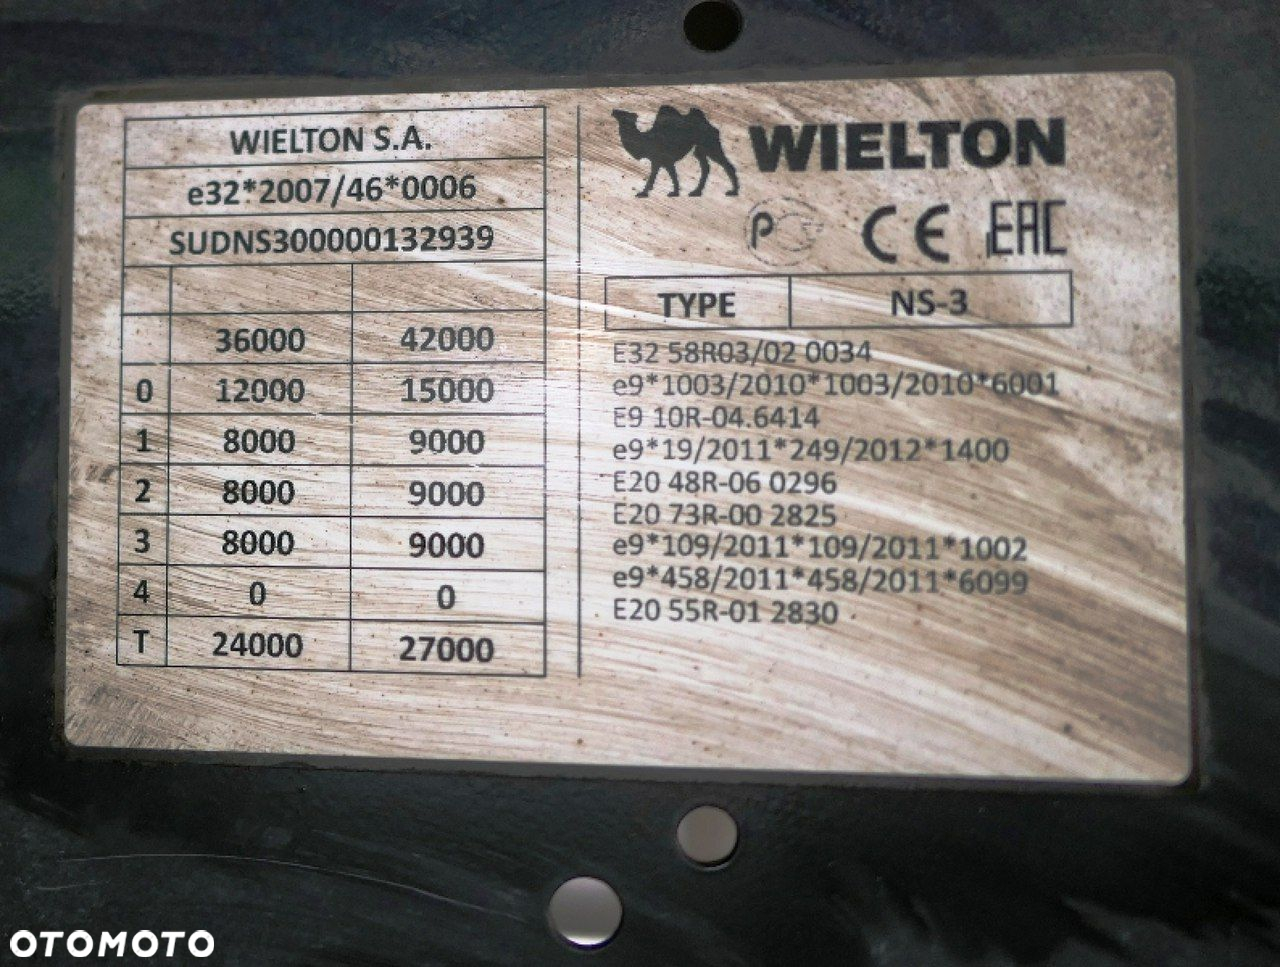 WIELTON S.A.
e32*2007/46*0006
SUDNS300000132939
36000 42000
0 12000 15000
1 8000 9000
2 8000 9000
3 8000 9000
4 0 0
T 24000 27000
WIELTON
PCT CE EAC
TYPE NS-3
E32 58R03/02 0034
e9*1003/2010*1003/2010*6001
E9 10R-04.6414
e9*19/2011*249/2012*1400
E20 48R-06 0296
E20 73R-00 2825
e9*109/2011*109/2011*1002
e9*458/2011*458/2011*6099
E20 55R-01 2830
OTOMOTO